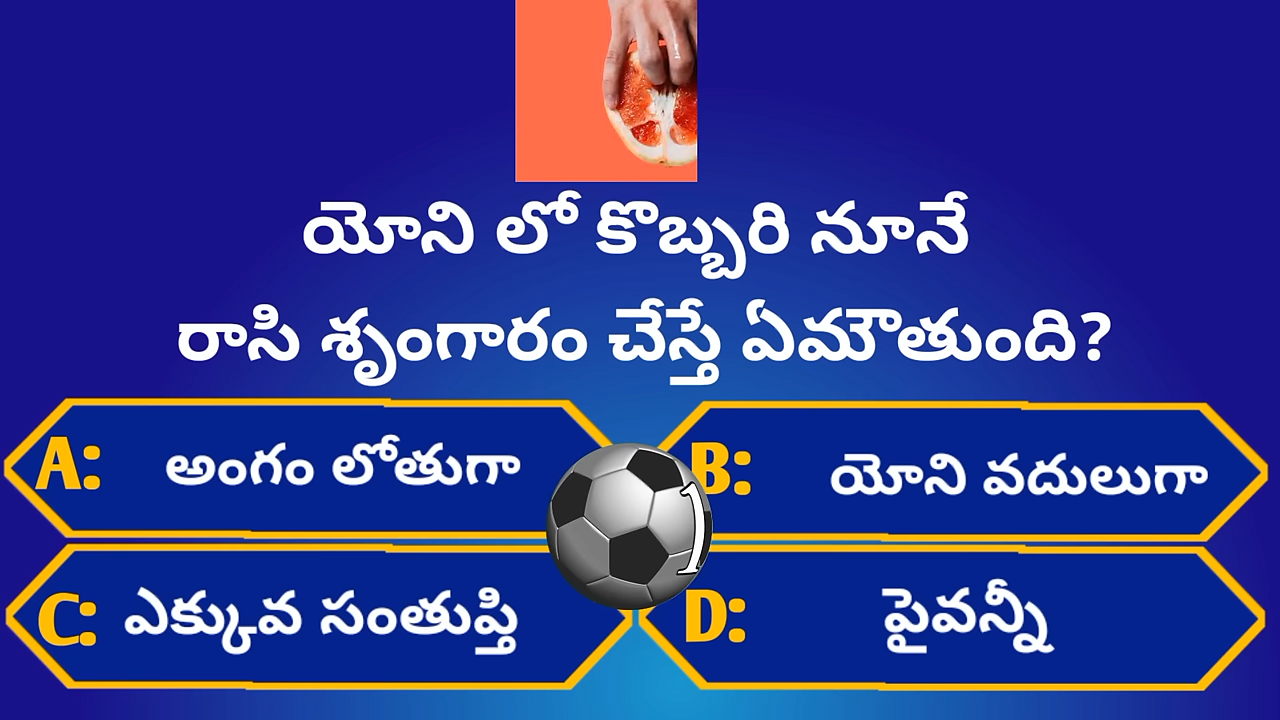 యోని లో కొబ్బరి నూనే
రాసి శృంగారం చేస్తే ఏమౌతుంది?
A: అంగం లోతుగా
B: యోని వదులుగా
1
C: ఎక్కువ సంతుప్తి
D: పైవన్నీ